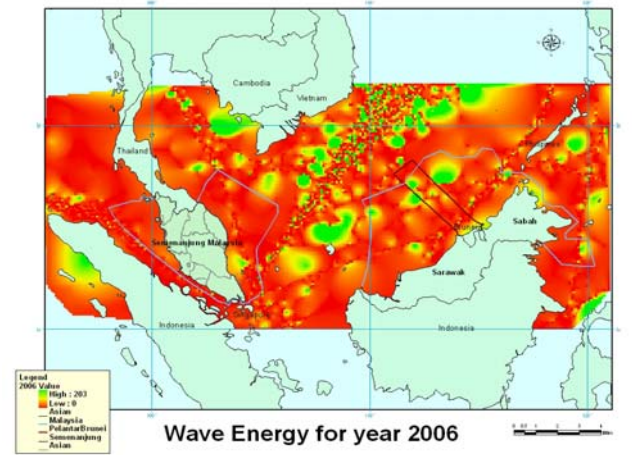 Cambodia
Vietnam
Thailand
Semenanjung Malaysia
Sabah
Brunei
Sarawak
Indonesia
Indonesia
Legend
2006 Value
High : 203
Low : 0
Asian
Malaysia
PelantarBrunei
Semenanjung
Asian
Wave Energy for year 2006